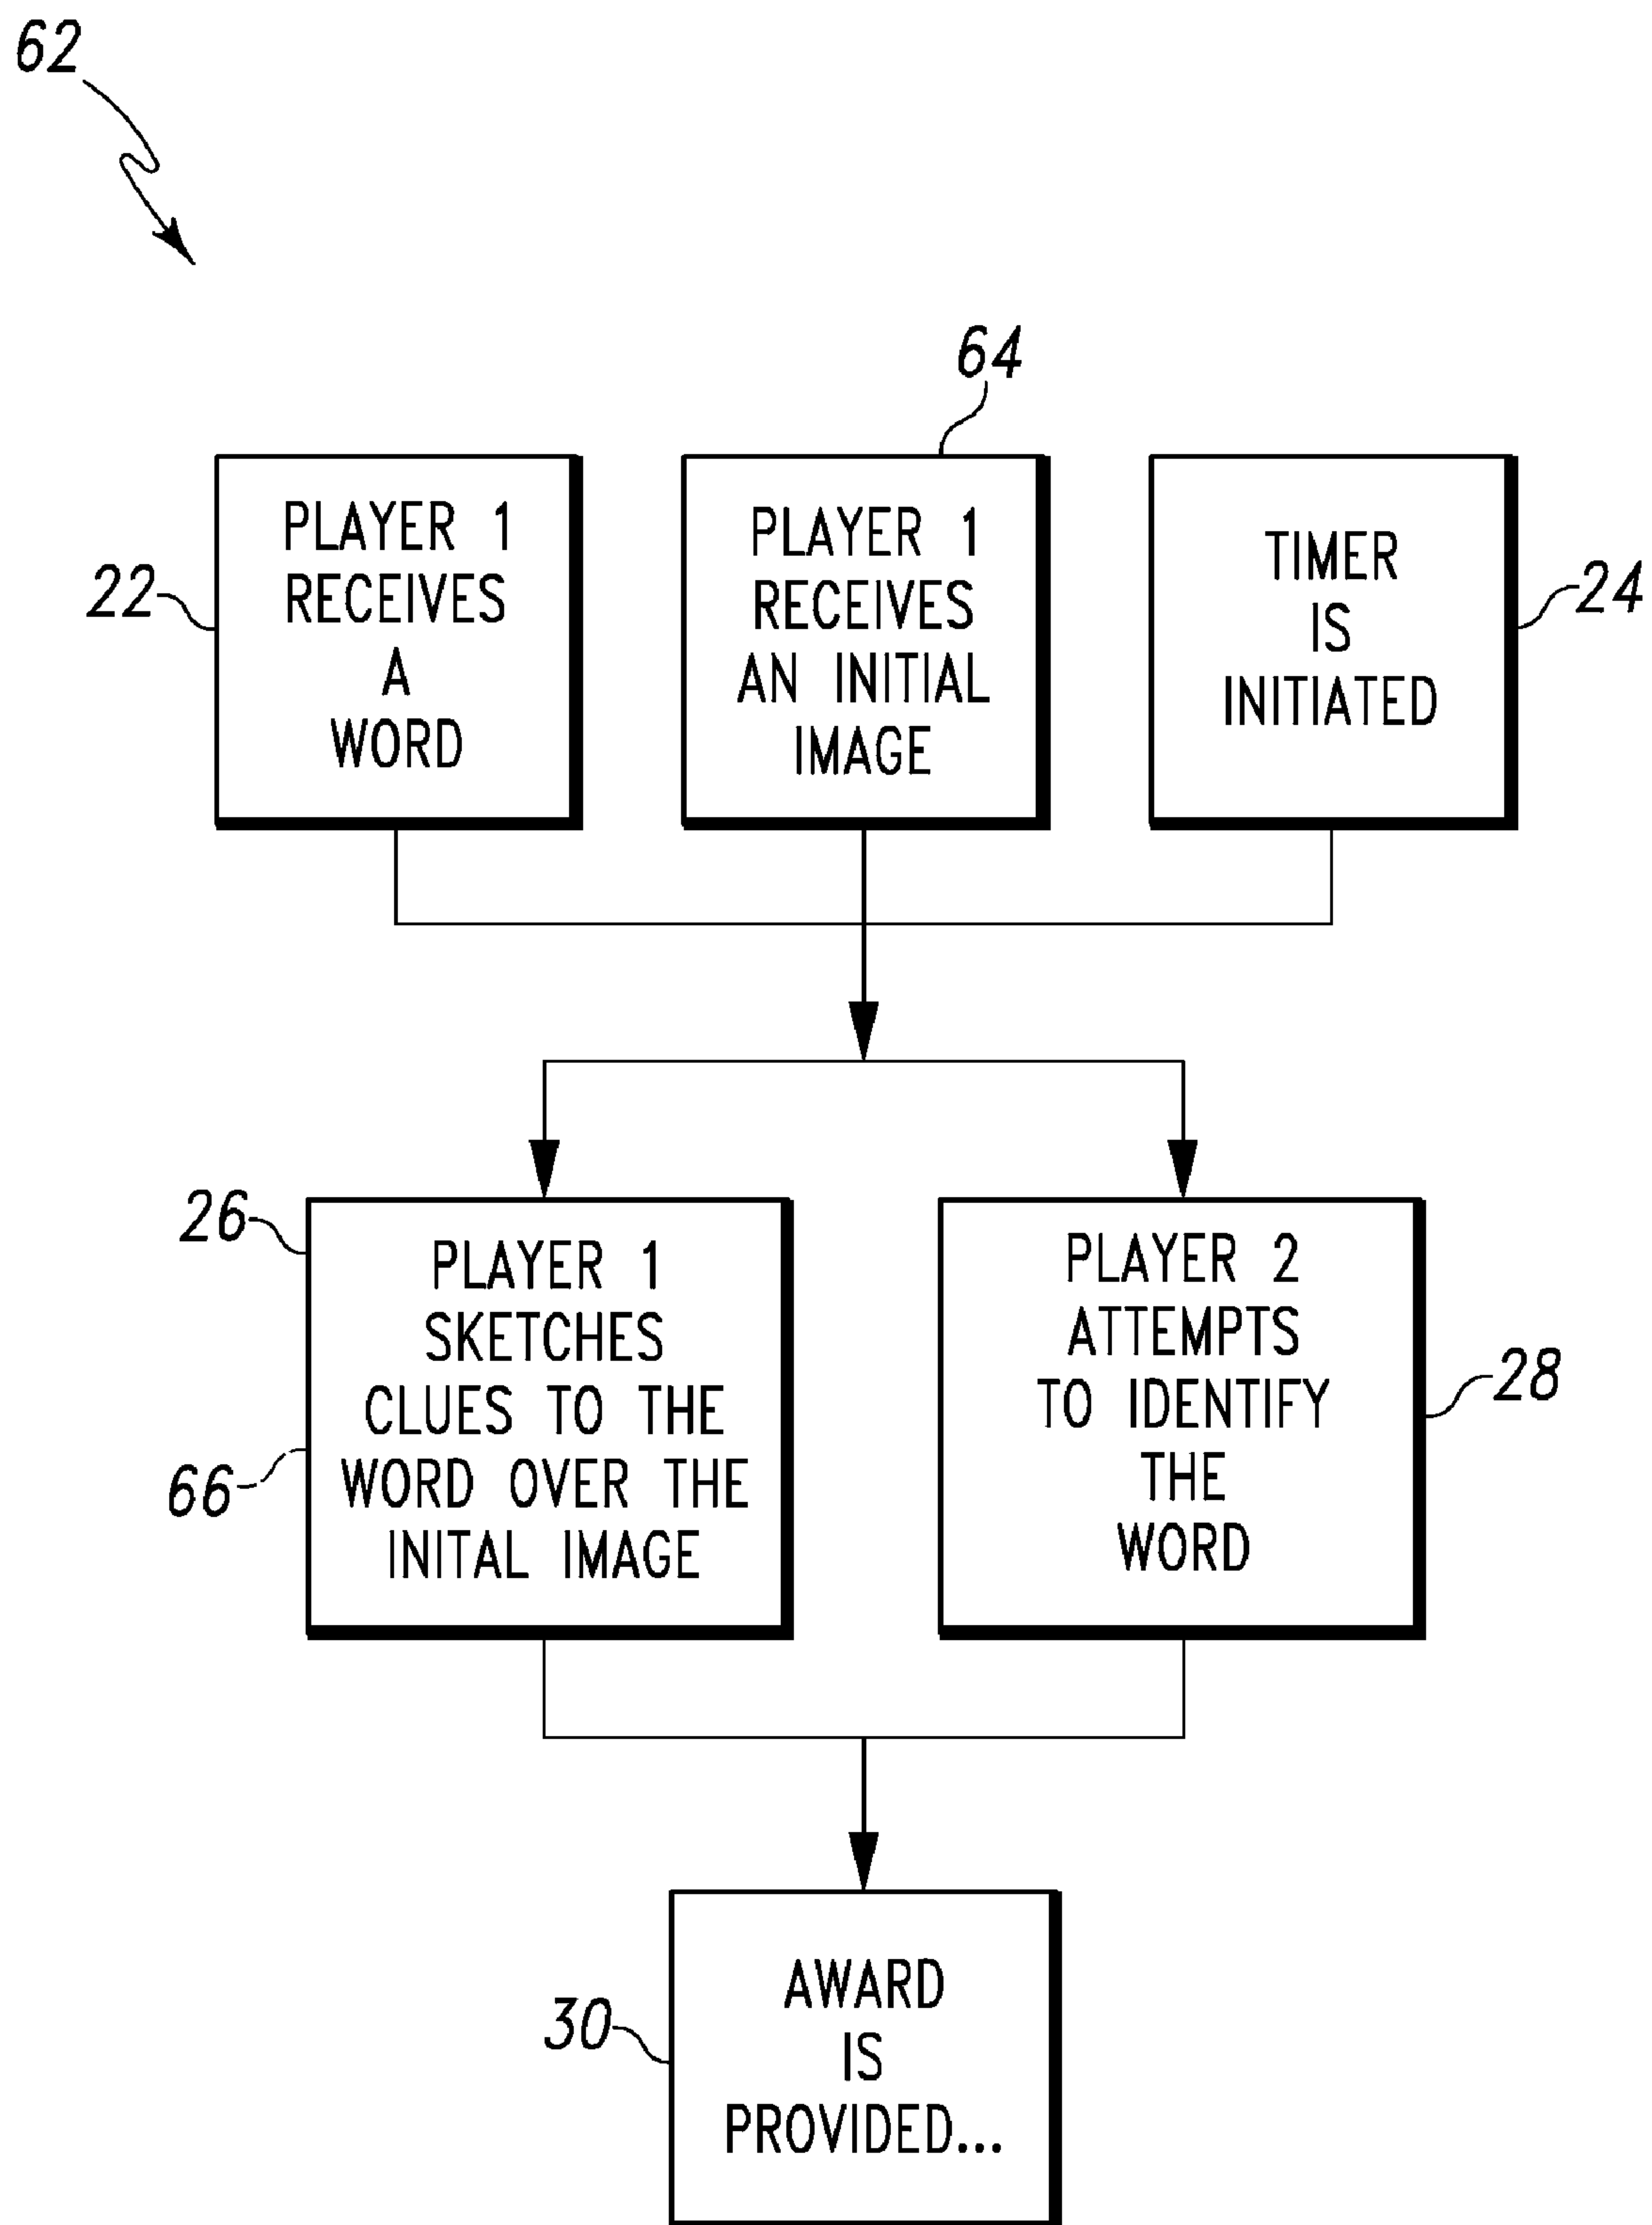 62
64
PLAYER 1
RECEIVES
A
WORD
22
PLAYER 1
RECEIVES
AN INITIAL
IMAGE
TIMER
IS
INITIATED
24
26
PLAYER 1
SKETCHES
CLUES TO THE
WORD OVER THE
INITAL IMAGE
66
PLAYER 2
ATTEMPTS
TO IDENTIFY
THE
WORD
28
30
AWARD
IS
PROVIDED...